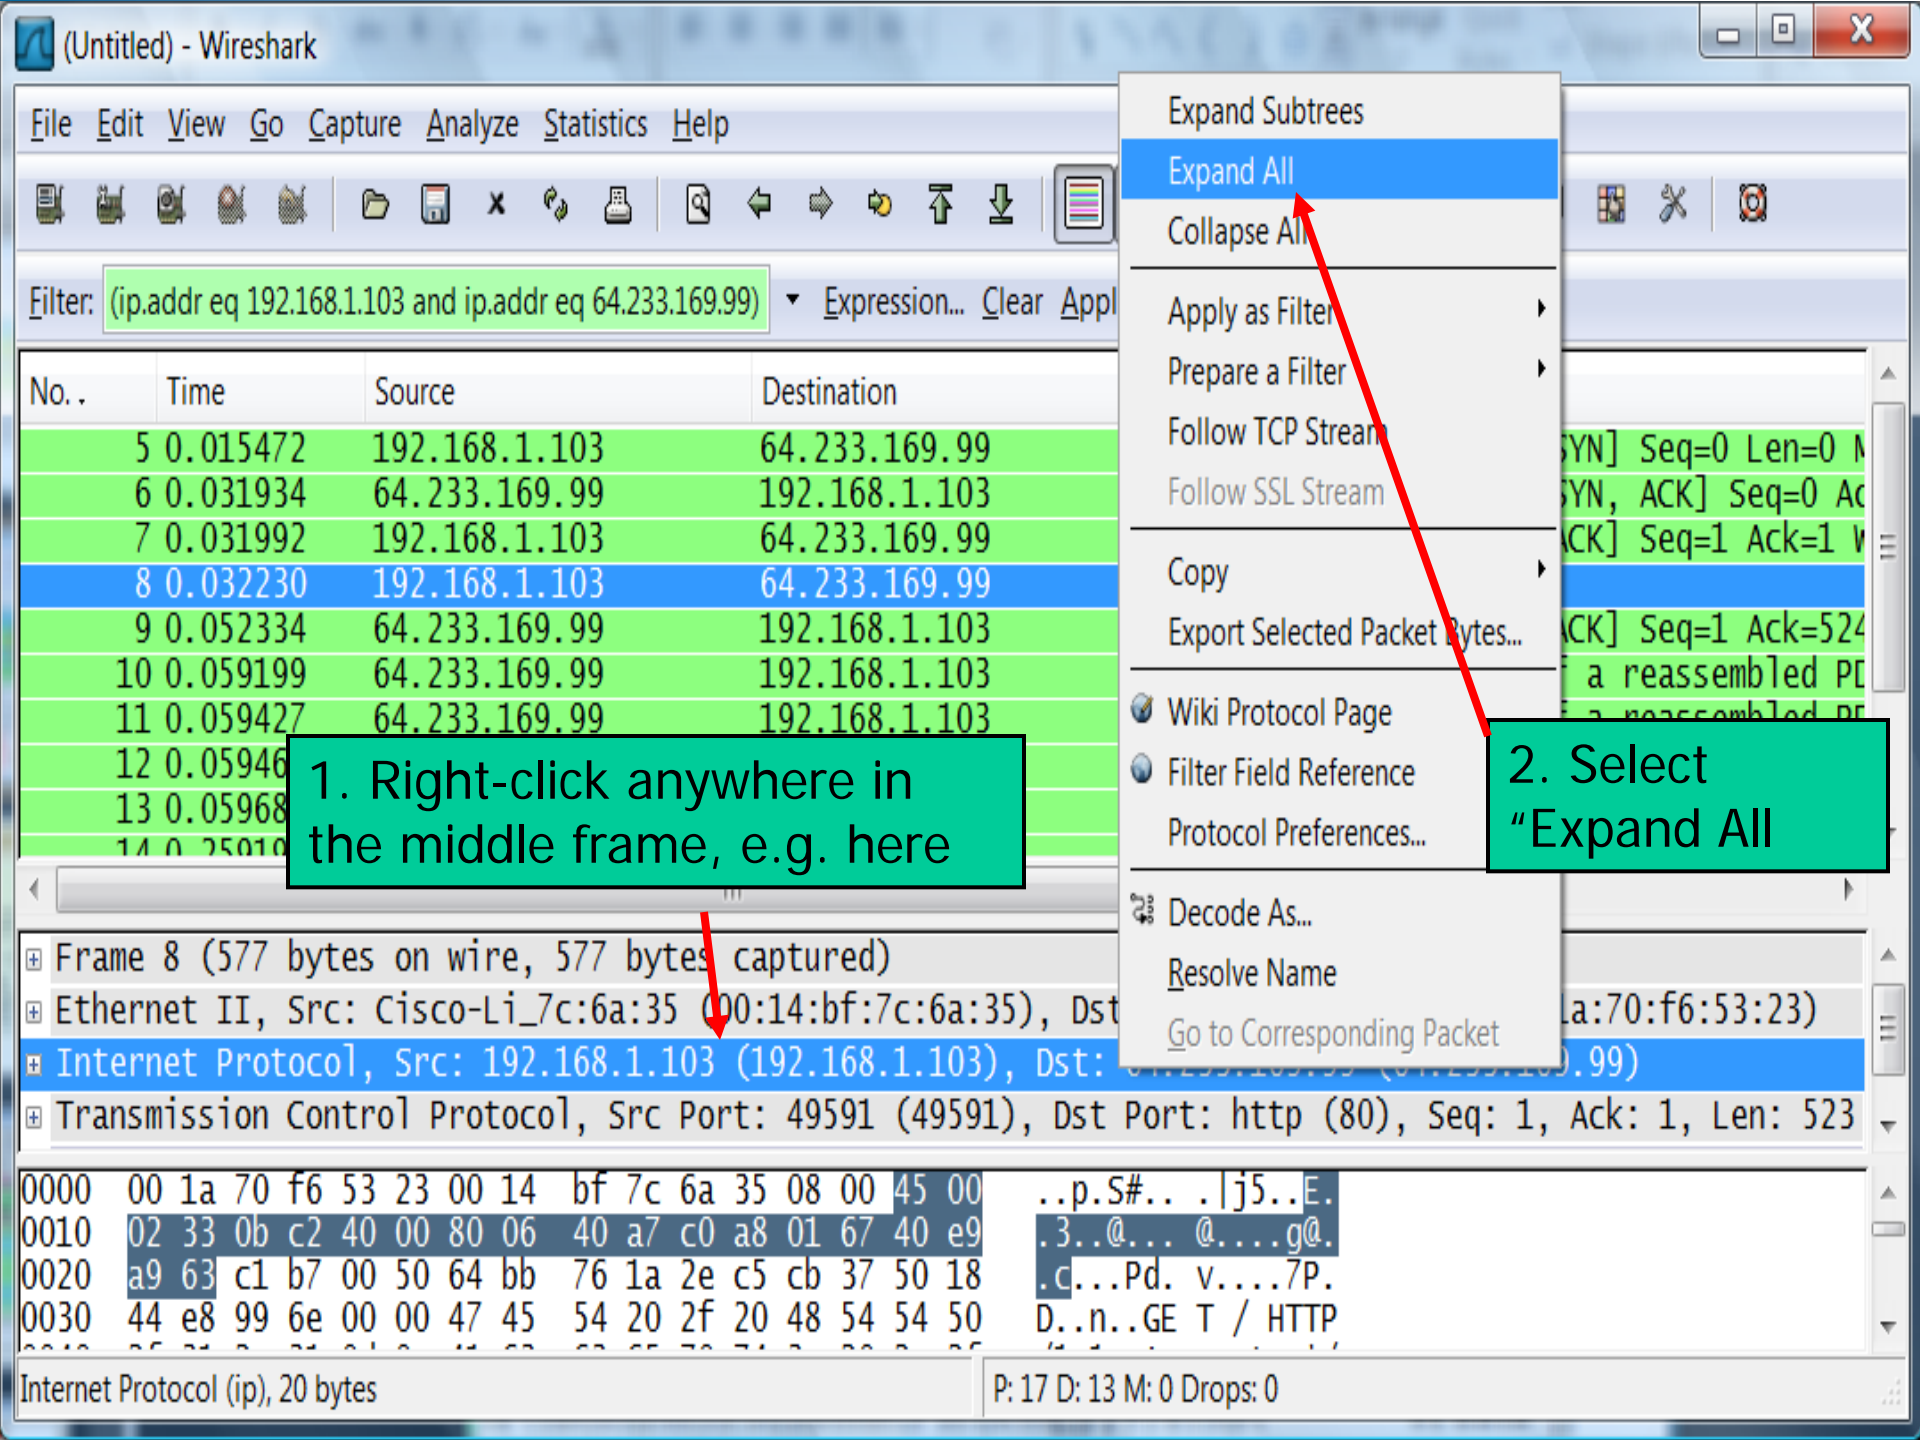 (Untitled) - Wireshark
File Edit View Go Capture Analyze Statistics Help
Filter: (ip.addr eq 192.168.1.103 and ip.addr eq 64.233.169.99) Expression... Clear Appl
No. . Time Source Destination
5 0.015472 192.168.1.103 64.233.169.99 SYN] Seq=0 Len=0 M
6 0.031934 64.233.169.99 192.168.1.103 SYN, ACK] Seq=0 Ac
7 0.031992 192.168.1.103 64.233.169.99 ACK] Seq=1 Ack=1 W
8 0.032230 192.168.1.103 64.233.169.99
9 0.052334 64.233.169.99 192.168.1.103 ACK] Seq=1 Ack=524
10 0.059199 64.233.169.99 192.168.1.103 a reassembled PD
11 0.059427 64.233.169.99 192.168.1.103 a reassembled PD
12 0.05946
13 0.05968
14 0.25919
Expand Subtrees
Expand All
Collapse All
Apply as Filter
Prepare a Filter
Follow TCP Stream
Follow SSL Stream
Copy
Export Selected Packet Bytes...
Wiki Protocol Page
Filter Field Reference
Protocol Preferences...
Decode As...
Resolve Name
Go to Corresponding Packet
1. Right-click anywhere in
the middle frame, e.g. here
2. Select
“Expand All
Frame 8 (577 bytes on wire, 577 bytes captured)
Ethernet II, Src: Cisco-Li_7c:6a:35 (00:14:bf:7c:6a:35), Dst 1a:70:f6:53:23)
Internet Protocol, Src: 192.168.1.103 (192.168.1.103), Dst: 64.233.169.99 (64.233.169.99)
Transmission Control Protocol, Src Port: 49591 (49591), Dst Port: http (80), Seq: 1, Ack: 1, Len: 523
0000 00 1a 70 f6 53 23 00 14 bf 7c 6a 35 08 00 45 00 ..p.S#.. .|j5..E.
0010 02 33 0b c2 40 00 80 06 40 a7 c0 a8 01 67 40 e9 .3..@... @....g@.
0020 a9 63 c1 b7 00 50 64 bb 76 1a 2e c5 cb 37 50 18 .c...Pd. v....7P.
0030 44 e8 99 6e 00 00 47 45 54 20 2f 20 48 54 54 50 D..n..GE T / HTTP
Internet Protocol (ip), 20 bytes P: 17 D: 13 M: 0 Drops: 0